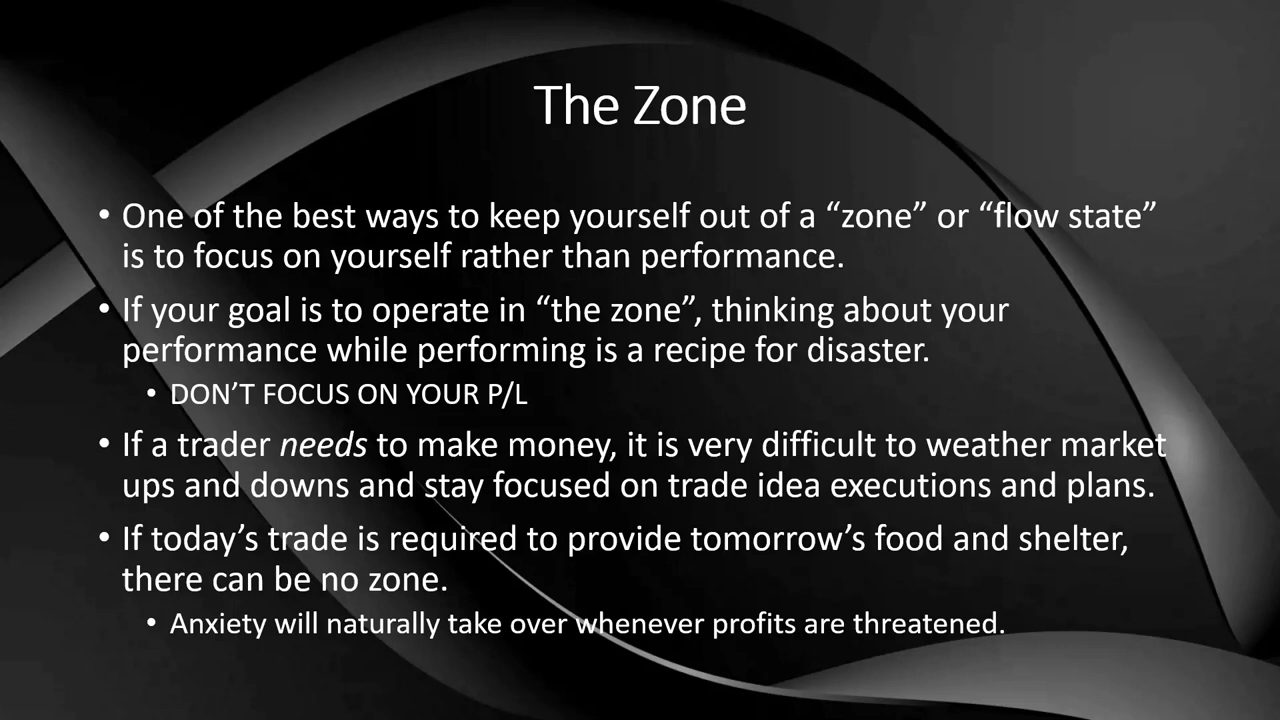 The Zone
• One of the best ways to keep yourself out of a “zone” or “flow state”
is to focus on yourself rather than performance.
• If your goal is to operate in “the zone”, thinking about your
performance while performing is a recipe for disaster.
• DON’T FOCUS ON YOUR P/L
• If a trader needs to make money, it is very difficult to weather market
ups and downs and stay focused on trade idea executions and plans.
• If today’s trade is required to provide tomorrow’s food and shelter,
there can be no zone.
• Anxiety will naturally take over whenever profits are threatened.